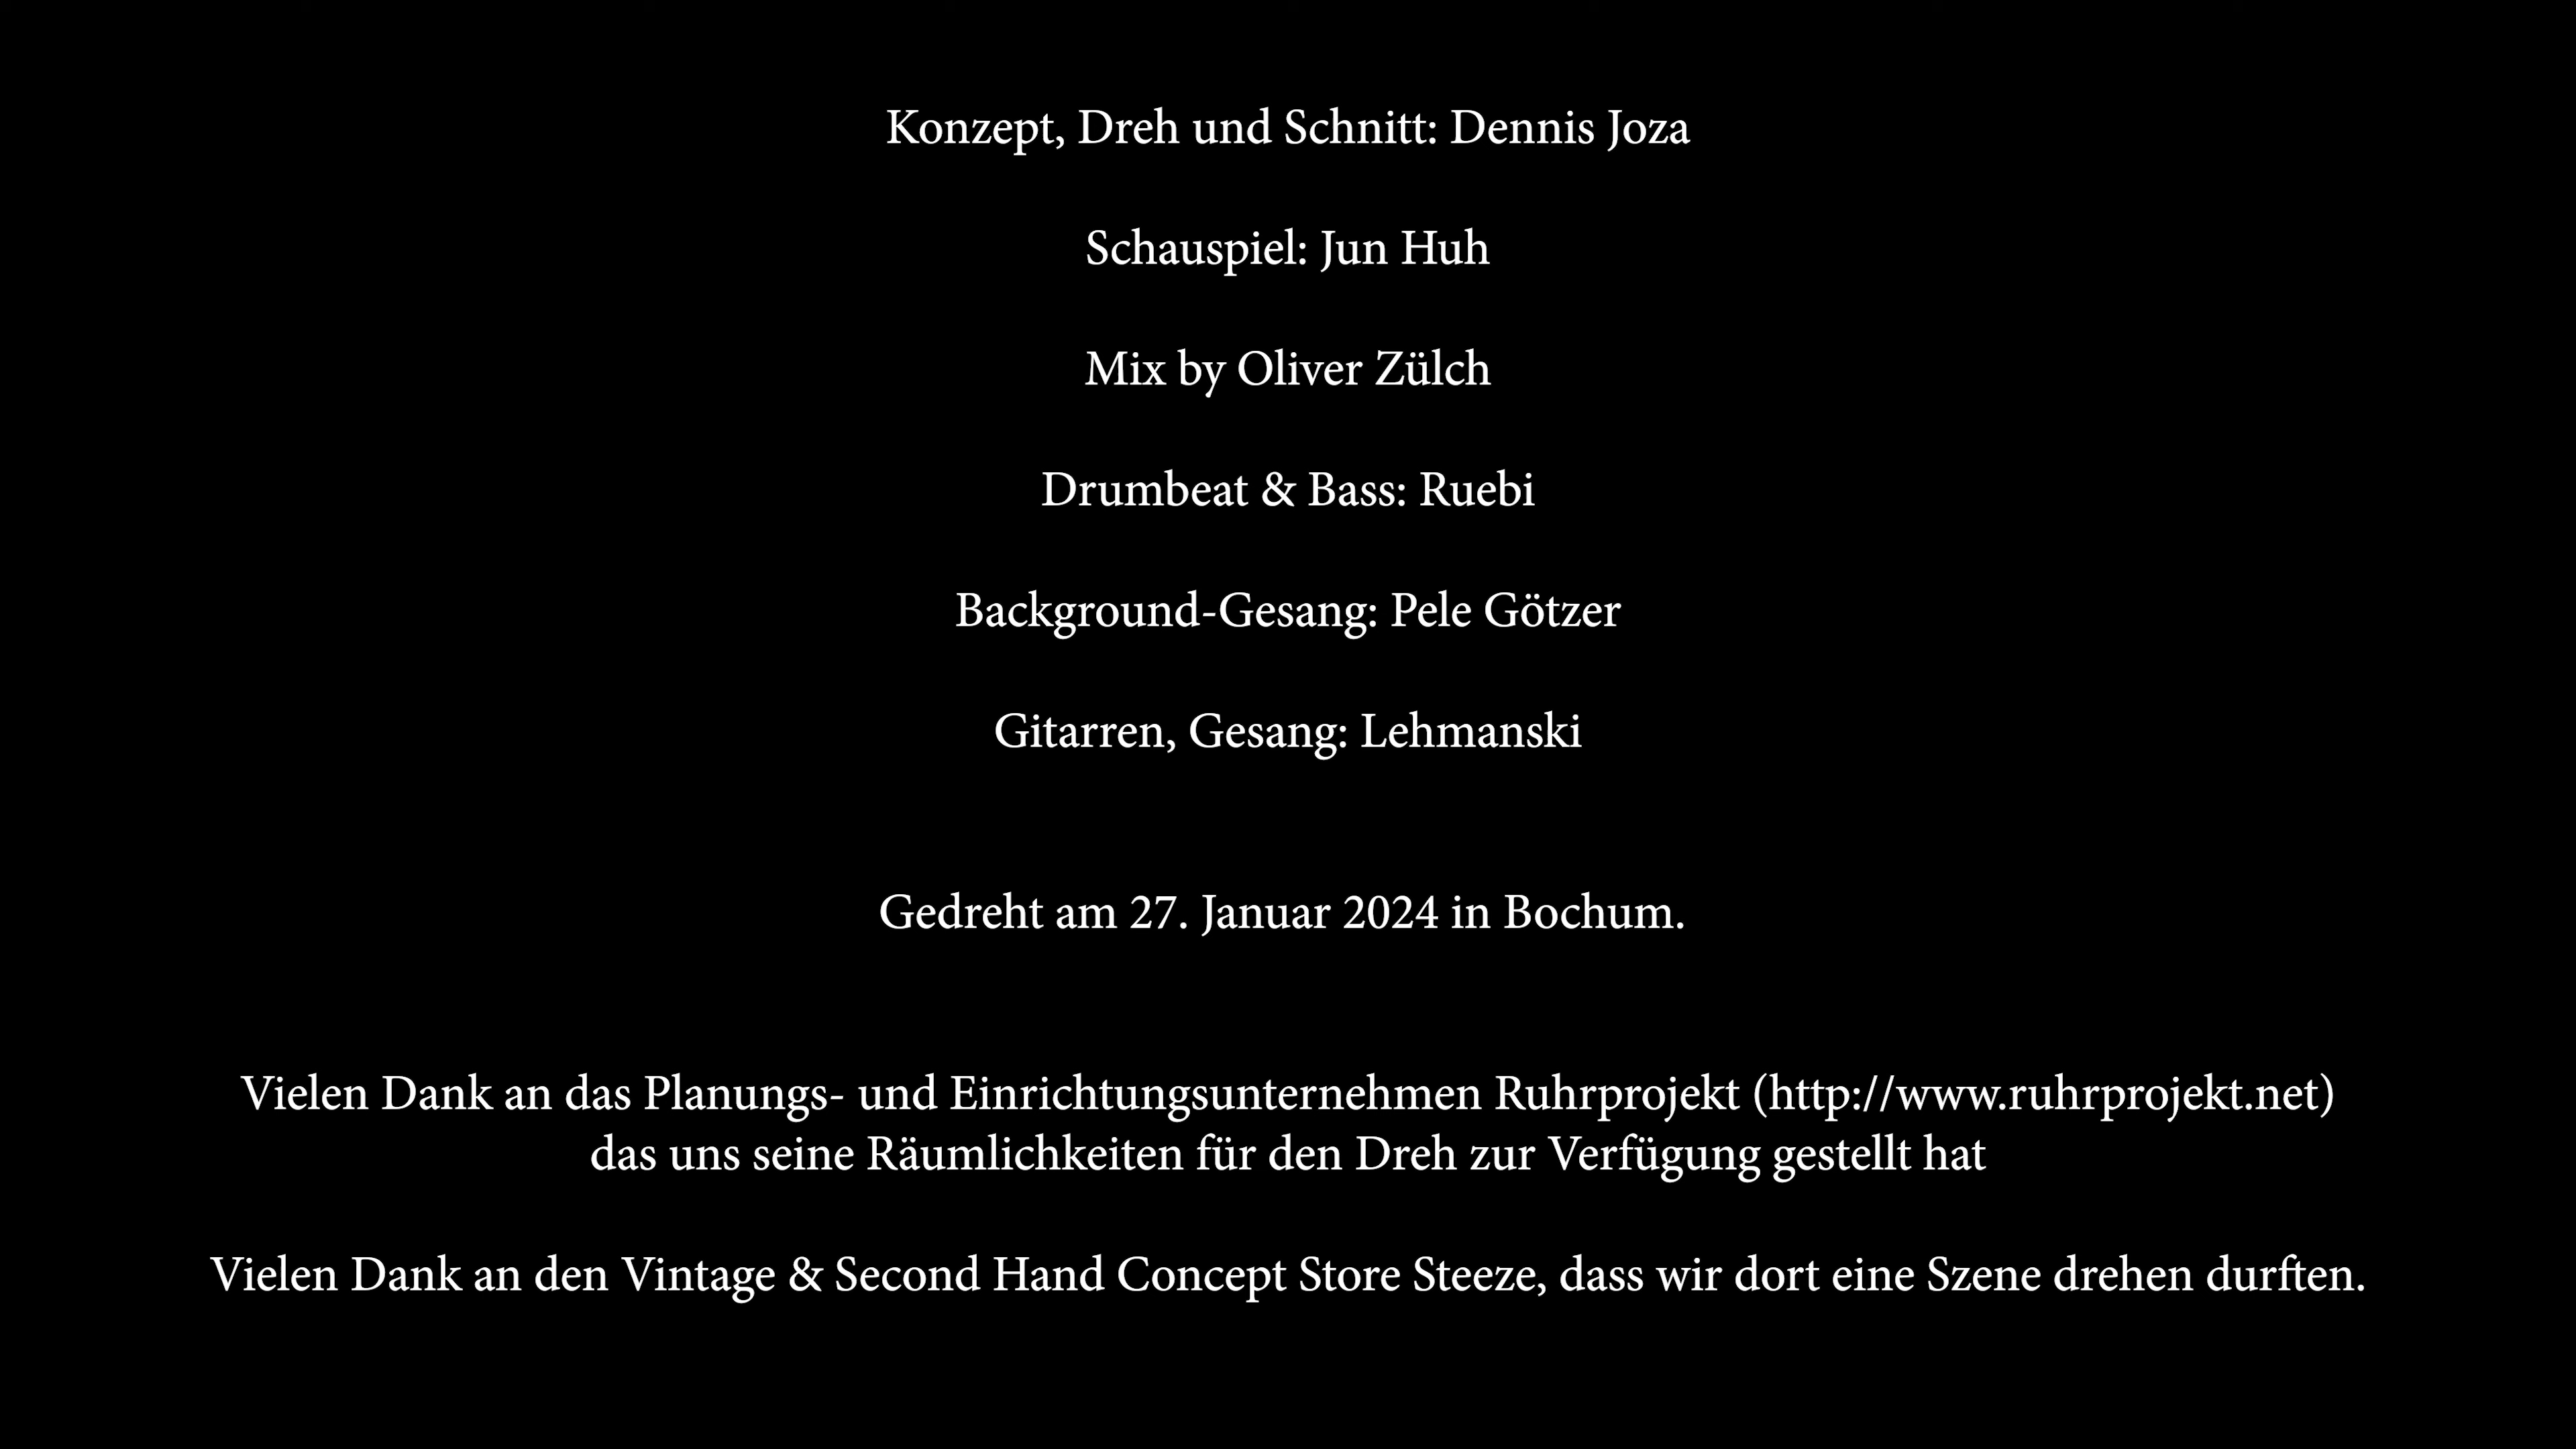 Konzept, Dreh und Schnitt: Dennis Joza
Schauspiel: Jun Huh
Mix by Oliver Zülch
Drumbeat & Bass: Ruebi
Background-Gesang: Pele Götzer
Gitarren, Gesang: Lehmanski
Gedreht am 27. Januar 2024 in Bochum.
Vielen Dank an das Planungs- und Einrichtungsunternehmen Ruhrprojekt (http://www.ruhrprojekt.net)
das uns seine Räumlichkeiten für den Dreh zur Verfügung gestellt hat
Vielen Dank an den Vintage & Second Hand Concept Store Steeze, dass wir dort eine Szene drehen durften.